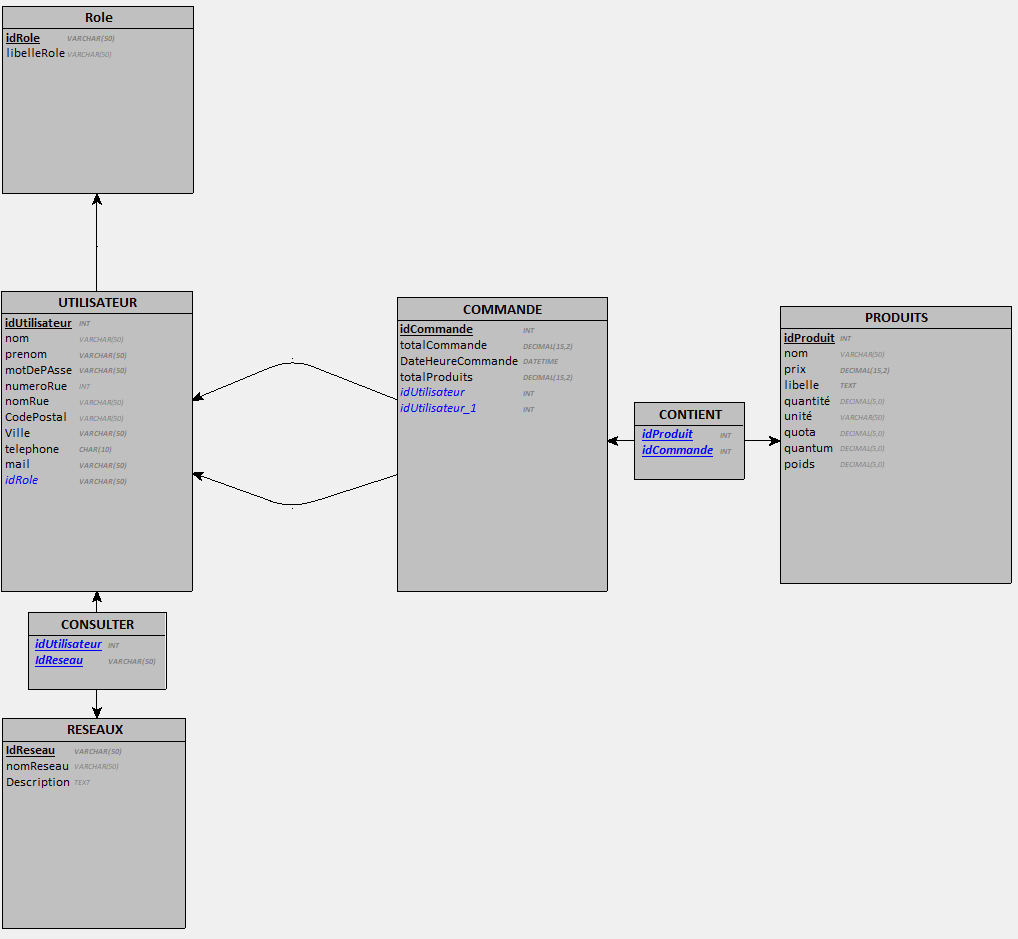 Role
idRole VARCHAR(50)
libelleRole VARCHAR(50)
UTILISATEUR
idUtilisateur INT
nom VARCHAR(50)
prenom VARCHAR(50)
motDePAsse VARCHAR(50)
numeroRue INT
nomRue VARCHAR(50)
CodePostal VARCHAR(50)
Ville VARCHAR(50)
telephone CHAR(10)
mail VARCHAR(50)
idRole VARCHAR(50)
COMMANDE
idCommande INT
totalCommande DECIMAL(15,2)
DateHeureCommande DATETIME
totalProduits DECIMAL(15,2)
idUtilisateur INT
idUtilisateur_1 INT
CONTIENT
idProduit INT
idCommande INT
PRODUITS
idProduit INT
nom VARCHAR(50)
prix DECIMAL(15,2)
libelle TEXT
quantité DECIMAL(5,0)
unité VARCHAR(50)
quota DECIMAL(5,0)
quantum DECIMAL(5,0)
poids DECIMAL(5,0)
CONSULTER
idUtilisateur INT
IdReseau VARCHAR(50)
RESEAUX
IdReseau VARCHAR(50)
nomReseau VARCHAR(50)
Description TEXT